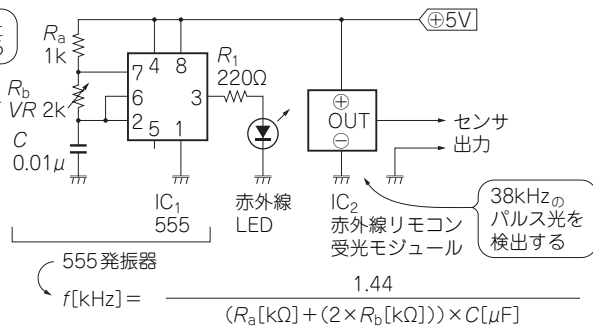 ⊕5V
Ra
1k
Rb
VR 2k
C
0.01μ
7
6
2
4
8
5
1
3
R1
220Ω
IC1
555
赤外線
LED
⊕
OUT
⊖
センサ
出力
IC2
赤外線リモコン
受光モジュール
38kHzの
パルス光を
検出する
555発振器
f[kHz]=
1.44
(Ra[kΩ]+(2×Rb[kΩ]))×C[μF]